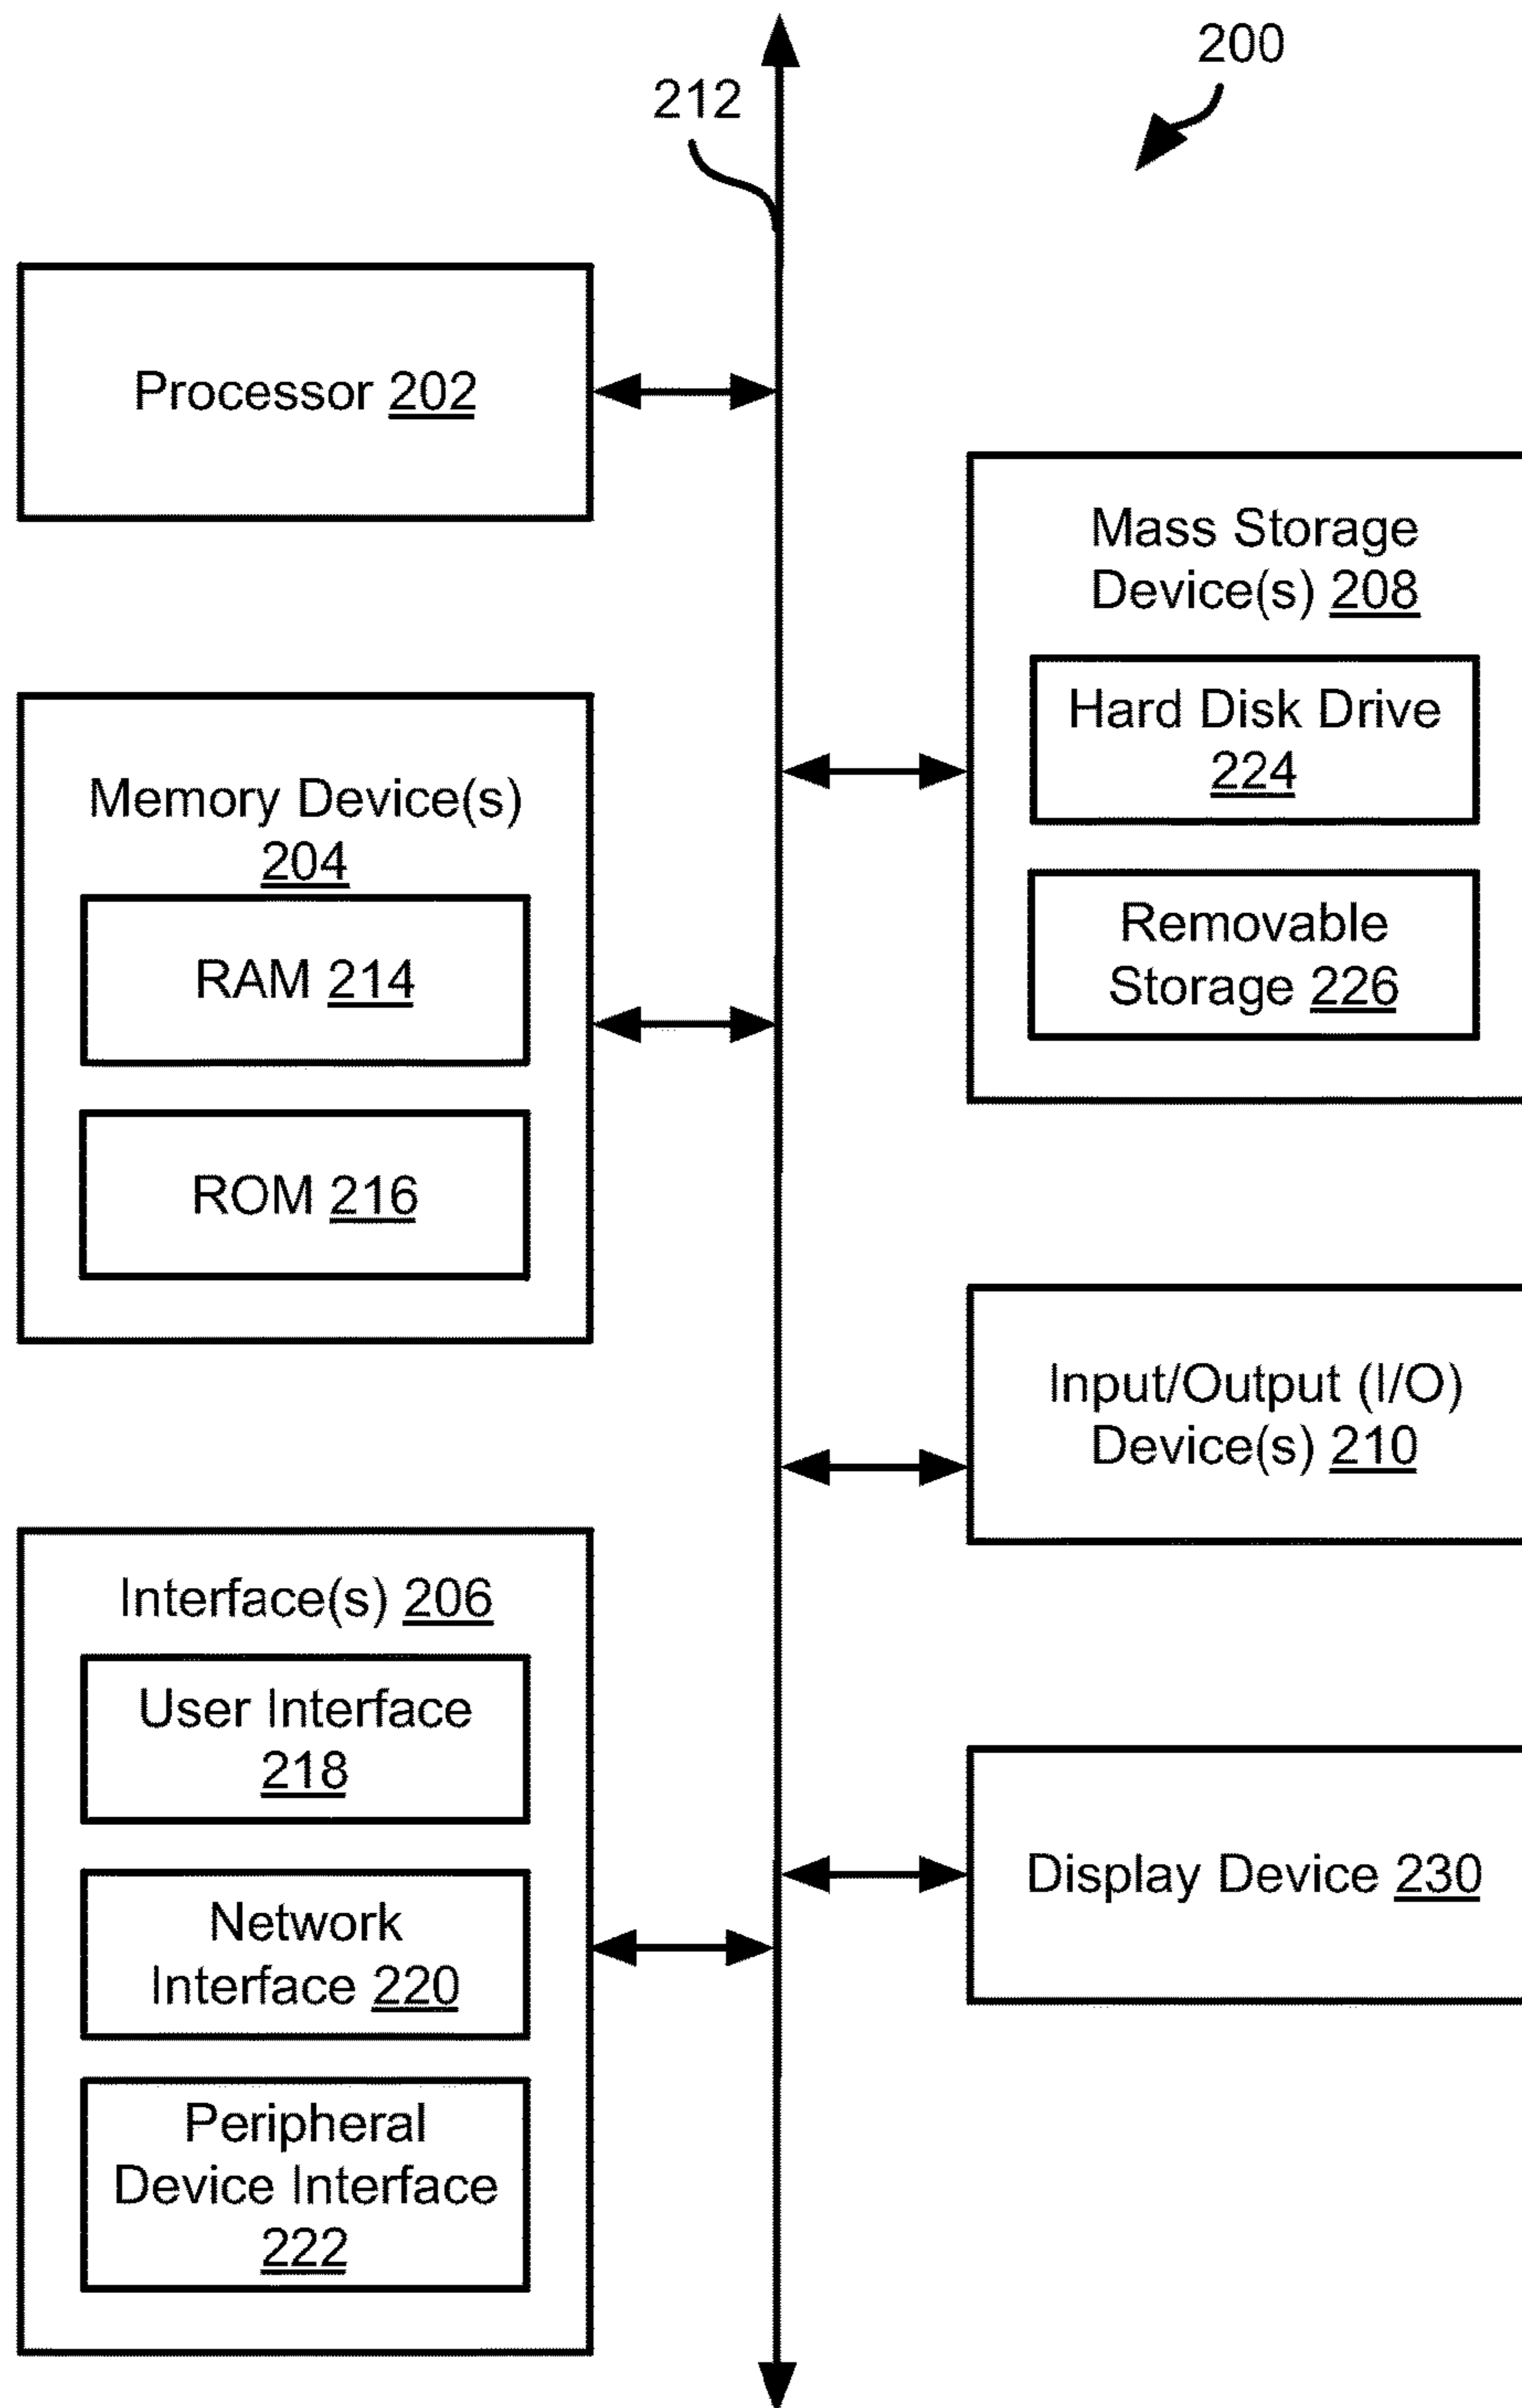 200
212
Processor 202
Mass Storage
Device(s) 208
Hard Disk Drive
224
Removable
Storage 226
Memory Device(s)
204
RAM 214
ROM 216
Input/Output (I/O)
Device(s) 210
Interface(s) 206
User Interface
218
Network
Interface 220
Peripheral
Device Interface
222
Display Device 230